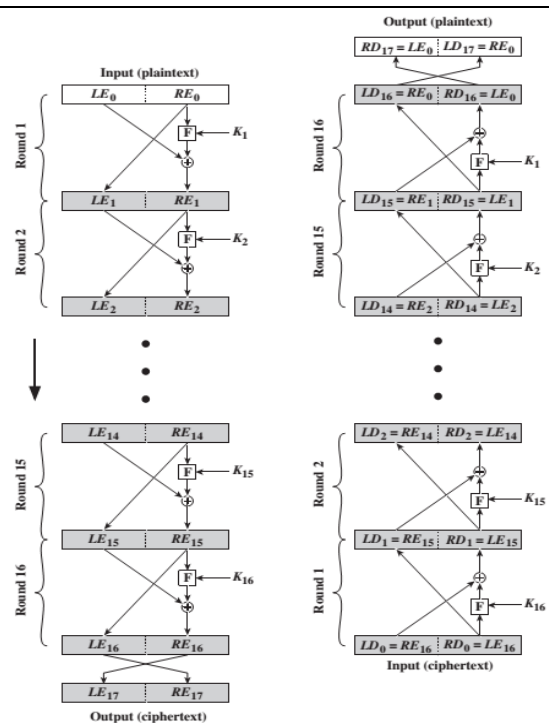 Input (plaintext)
LE₀ RE₀
Round 1
F K₁
LE₁ RE₁
Round 2
F K₂
LE₂ RE₂
LE₁₄ RE₁₄
Round 15
F K₁₅
LE₁₅ RE₁₅
Round 16
F K₁₆
LE₁₆ RE₁₆
LE₁₇ RE₁₇
Output (ciphertext)
Output (plaintext)
RD₁₇ = LE₀ LD₁₇ = RE₀
LD₁₆ = RE₀ RD₁₆ = LE₀
Round 16
F K₁
LD₁₅ = RE₁ RD₁₅ = LE₁
Round 15
F K₂
LD₁₄ = RE₂ RD₁₄ = LE₂
LD₂ = RE₁₄ RD₂ = LE₁₄
Round 2
F K₁₅
LD₁ = RE₁₅ RD₁ = LE₁₅
Round 1
F K₁₆
LD₀ = RE₁₆ RD₀ = LE₁₆
Input (ciphertext)